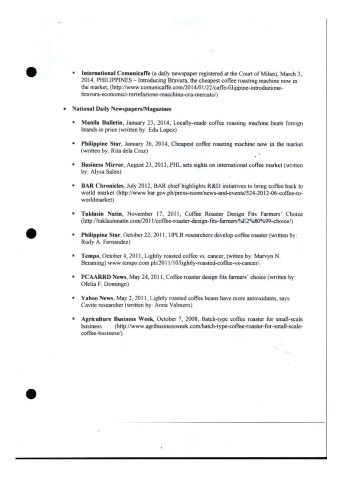 ▪ International Comunicaffe (a daily newspaper registered at the Court of Milan), March 3,
2014, PHILIPPINES – Introducing Bravura, the cheapest coffee roasting machine now in
the market, (http://www.comunicaffe.com/2014/01/22/caffe-filippine-introduzione-
bravura-economici-torrefazione-macchina-ora-mercato/)
• National Daily Newspapers/Magazines
▪ Manila Bulletin, January 23, 2014, Locally-made coffee roasting machine beats foreign
brands in price (written by: Edu Lopez)
▪ Philippine Star, January 26, 2014, Cheapest coffee roasting machine now in the market
(written by: Rita dela Cruz)
▪ Business Mirror, August 23, 2013, PHL sets sights on international coffee market (written
by: Alysa Salen)
▪ BAR Chronicles, July 2012, BAR chief highlights R&D initiatives to bring coffee back to
world market (http://www.bar.gov.ph/press-room/news-and-events/524-2012-06-coffee-to-
worldmarket)
▪ Tuklasin Natin, November 17, 2011, Coffee Roaster Design Fits Farmers' Choice
(http://tuklasinnatin.com/2011/coffee-roaster-design-fits-farmers%E2%80%99-choice/)
▪ Philippine Star, October 22, 2011, UPLB researchers develop coffee roaster (written by:
Rudy A. Fernandez)
▪ Tempo, October 4, 2011, Lightly roasted coffee vs. cancer, (written by: Marvyn N.
Benaning) www.tempo.com.ph/2011/10/lightly-roasted-coffee-vs-cancer/.
▪ PCAARRD News, May 24, 2011, Coffee roaster design fits farmers' choice (written by:
Ofelia F. Domingo)
▪ Yahoo News, May 2, 2011, Lightly roasted coffee beans have more antioxidants, says
Cavite researcher (written by: Anna Valmero)
▪ Agriculture Business Week, October 7, 2008, Batch-type coffee roaster for small-scale
business (http://www.agribusinessweek.com/batch-type-coffee-roaster-for-small-scale-
coffee-business/)